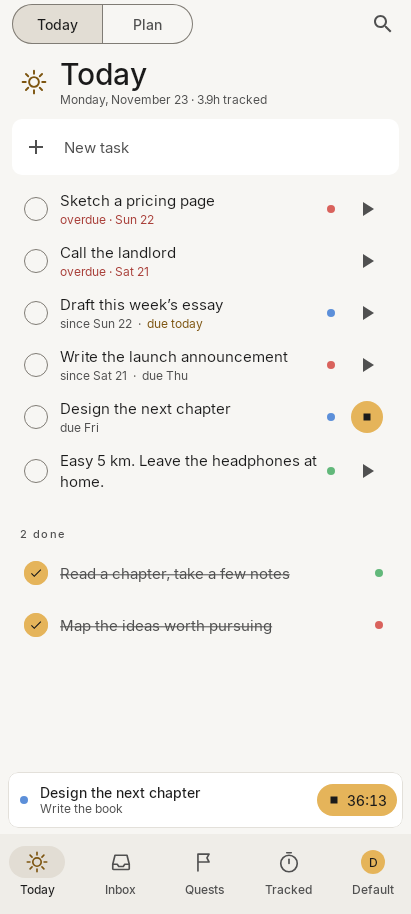 Today
Plan
Today
Monday, November 23 · 3.9h tracked
New task
Sketch a pricing page
overdue · Sun 22
Call the landlord
overdue · Sat 21
Draft this week’s essay
since Sun 22 · due today
Write the launch announcement
since Sat 21 · due Thu
Design the next chapter
due Fri
Easy 5 km. Leave the headphones at
home.
2 done
Read a chapter, take a few notes
Map the ideas worth pursuing
Design the next chapter
Write the book
36:13
Today
Inbox
Quests
Tracked
D
Default